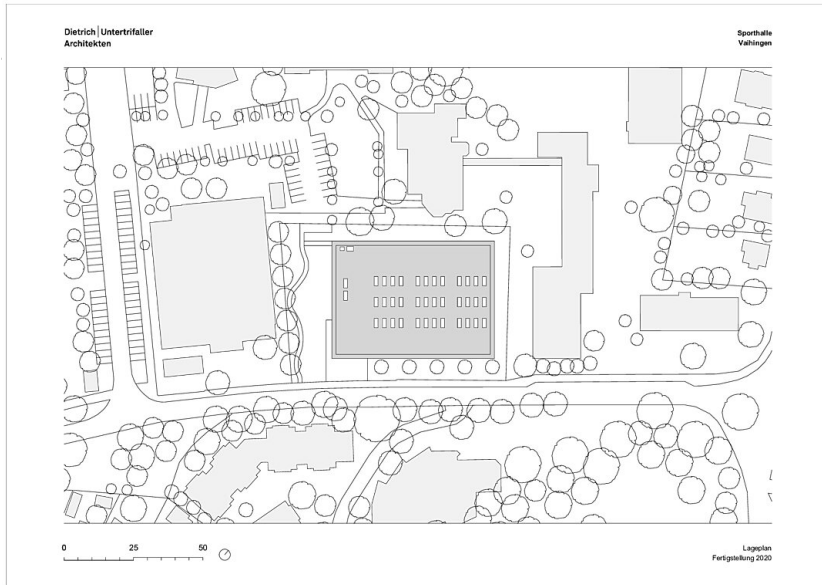 Dietrich | Untertrifaller
Architekten
Sporthalle
Vaihingen
0 25 50
Lageplan
Fertigstellung 2020